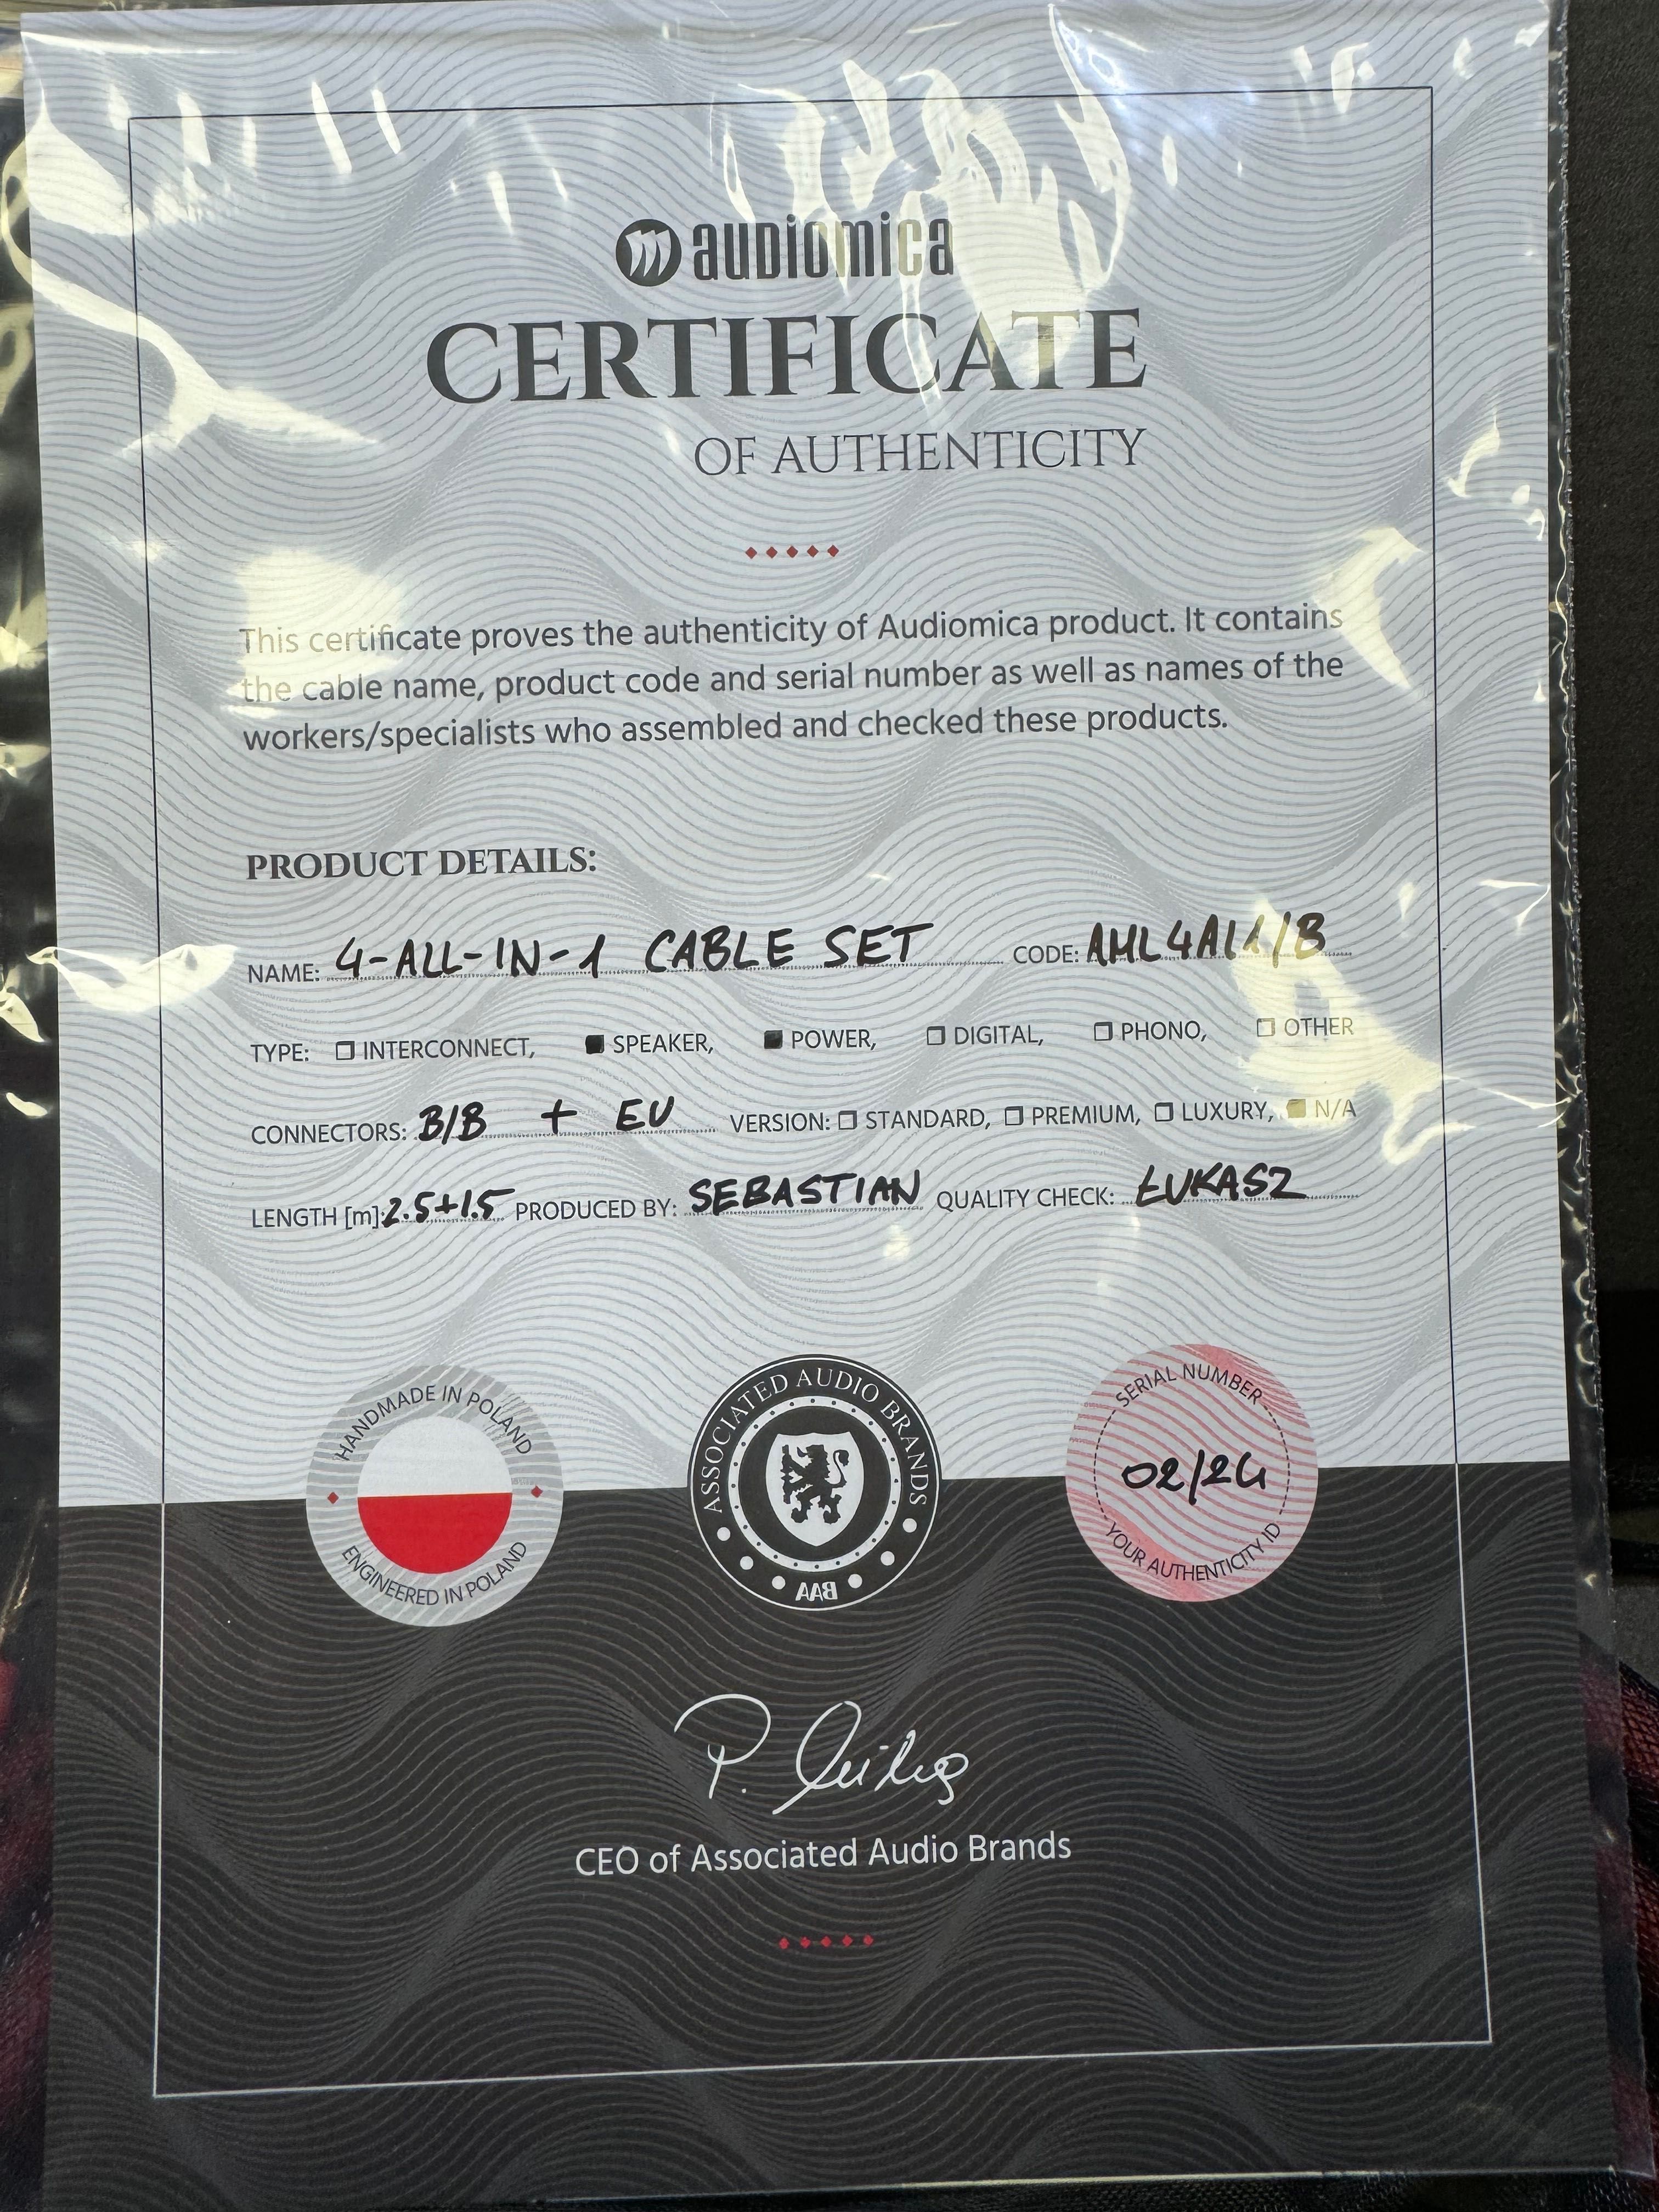 audiomica
CERTIFICATE
OF AUTHENTICITY
This certificate proves the authenticity of Audiomica product. It contains
the cable name, product code and serial number as well as names of the
workers/specialists who assembled and checked these products.
PRODUCT DETAILS:
NAME: 4-ALL-IN-1 CABLE SET CODE: AML4AI1/B
TYPE: INTERCONNECT, SPEAKER, POWER, DIGITAL, PHONO, OTHER
CONNECTORS: B/B + EU VERSION: STANDARD, PREMIUM, LUXURY, N/A
LENGTH [m]: 2.5+1.5 PRODUCED BY: SEBASTIAN QUALITY CHECK: ŁUKASZ
HANDMADE IN POLAND
ENGINEERED IN POLAND
ASSOCIATED AUDIO BRANDS
AAB
SERIAL NUMBER
02/24
YOUR AUTHENTICITY ID
CEO of Associated Audio Brands